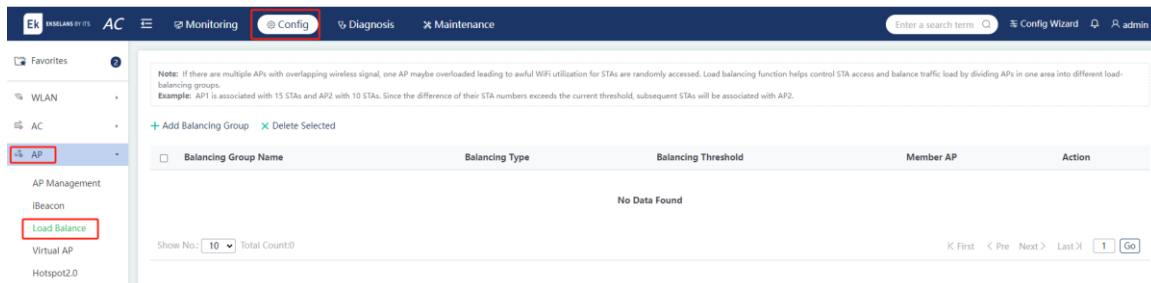 Ek EKSELANS BY ITS AC Monitoring Config Diagnosis Maintenance Enter a search term Config Wizard admin
Favorites 2
WLAN
AC
AP
AP Management
iBeacon
Load Balance
Virtual AP
Hotspot2.0
Note: If there are multiple APs with overlapping wireless signal, one AP maybe overloaded leading to awful WiFi utilization for STAs are randomly accessed. Load balancing function helps control STA access and balance traffic load by dividing APs in one area into different load-
balancing groups.
Example: AP1 is associated with 15 STAs and AP2 with 10 STAs. Since the difference of their STA numbers exceeds the current threshold, subsequent STAs will be associated with AP2.
Add Balancing Group Delete Selected
Balancing Group Name Balancing Type Balancing Threshold Member AP Action
No Data Found
Show No.: 10 Total Count:0 First Pre Next Last 1 Go